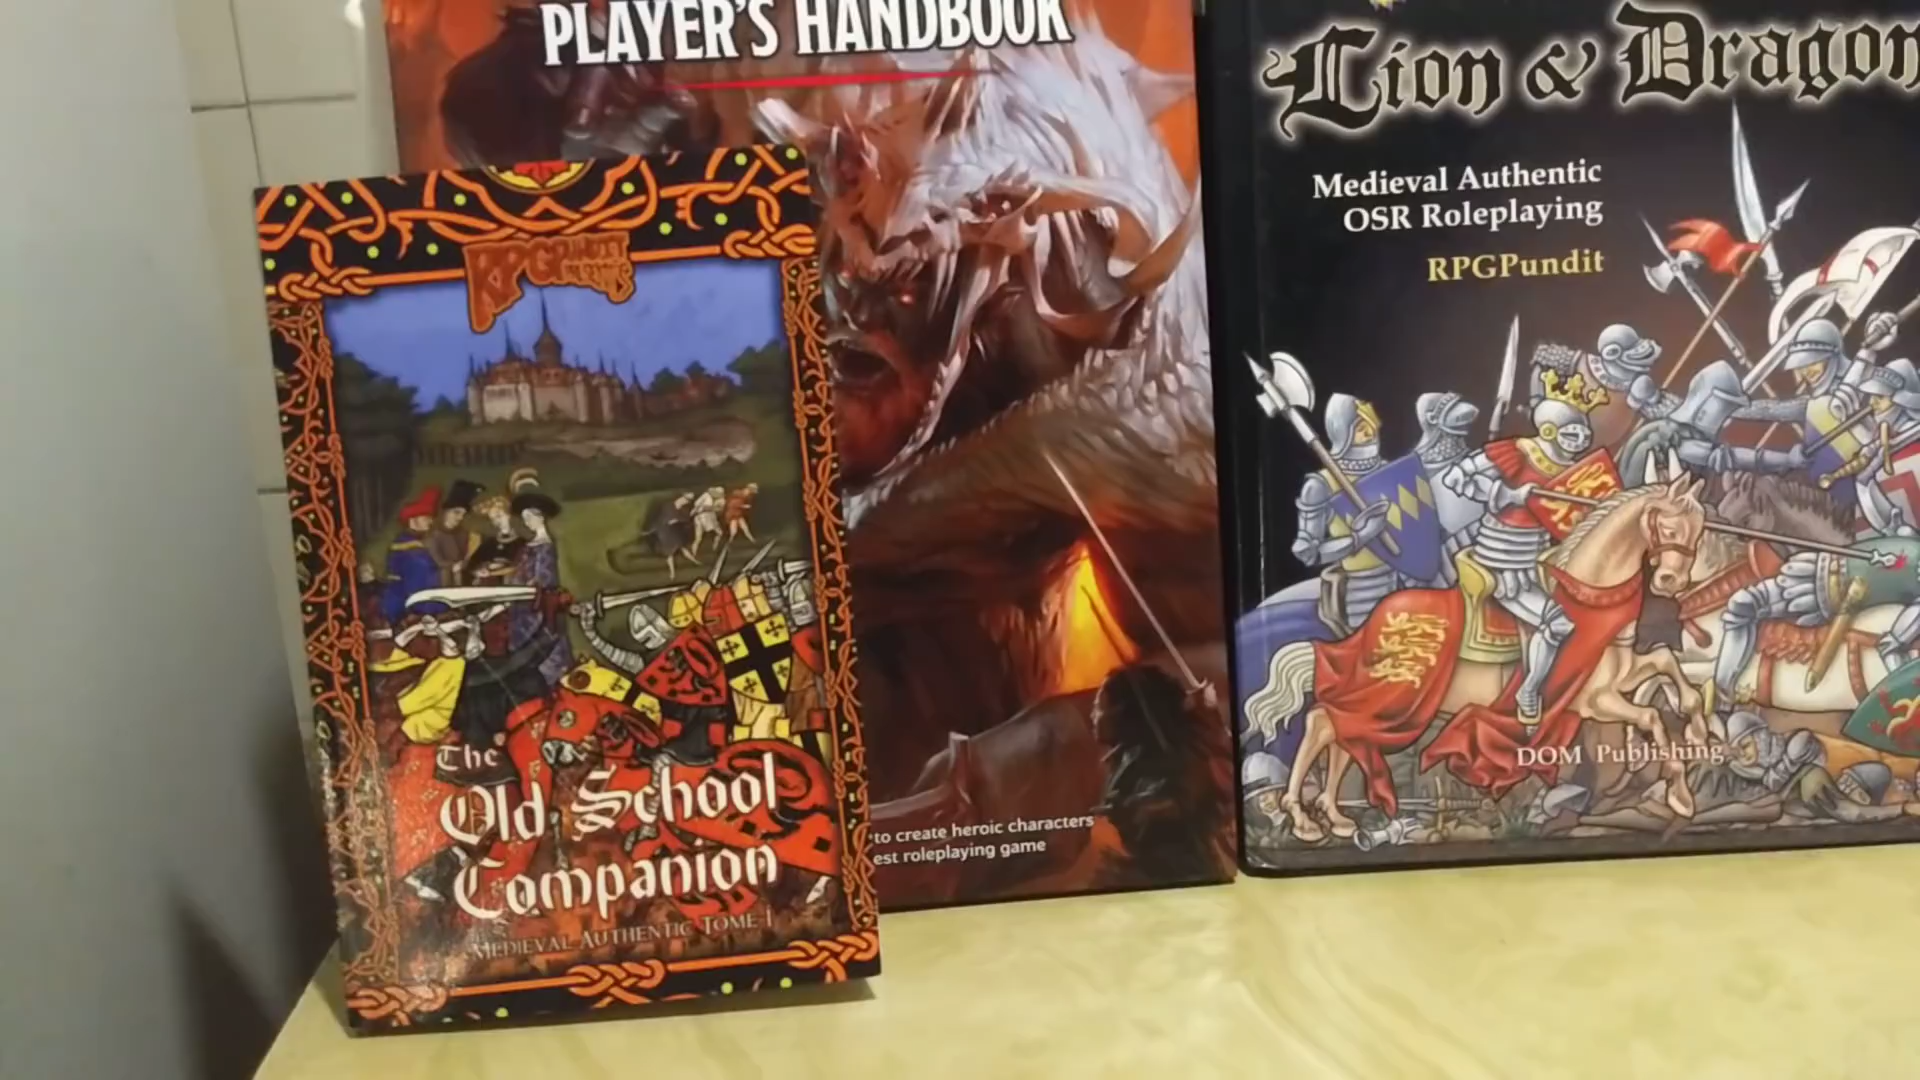 PLAYER'S HANDBOOK
to create heroic characters
est roleplaying game
RPGPundit
The
Old School
Companion
MEDIEVAL-AUTHENTIC TOME I
Lion & Dragon
Medieval Authentic
OSR Roleplaying
RPGPundit
DOM Publishing